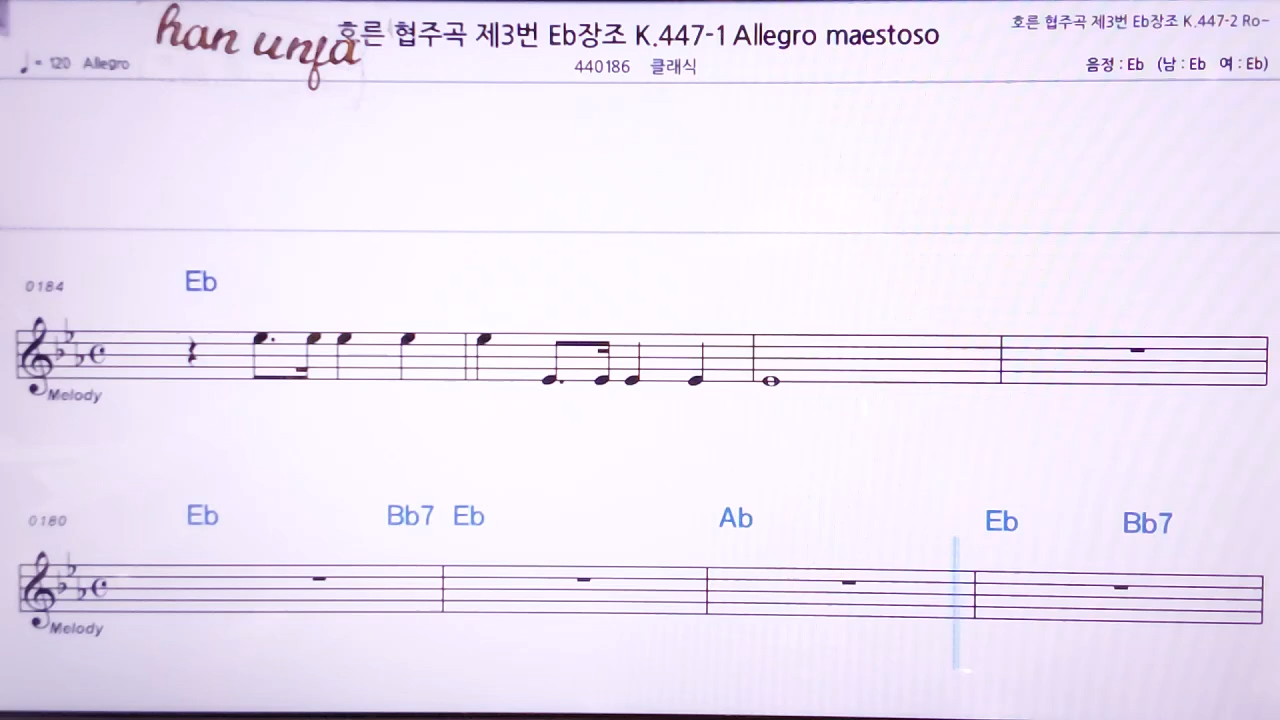 han unfa
호른 협주곡 제3번 Eb장조 K.447-1 Allegro maestoso
호른 협주곡 제3번 Eb장조 K.447-2 Ro-
♩ = 120 Allegro
440186 클래식
음정 : Eb (남 : Eb 여 : Eb)
0184 Eb
Melody
0180 Eb Bb7 Eb Ab Eb Bb7
Melody